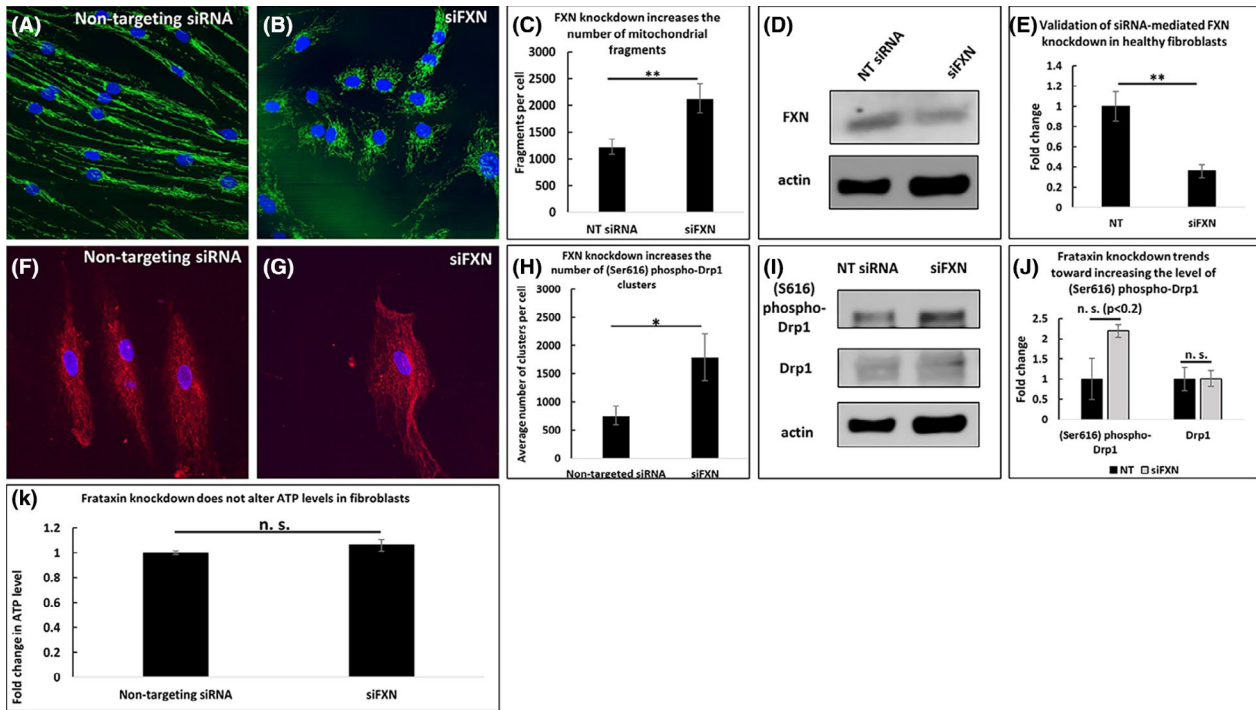 (A)
Non-targeting siRNA
(B)
siFXN
(C)
FXN knockdown increases the
number of mitochondrial
fragments
Fragments per cell
3000
2500
2000
1500
1000
500
0
**
NT siRNA
siFXN
(D)
NT siRNA
siFXN
FXN
actin
(E)
Validation of siRNA-mediated FXN
knockdown in healthy fibroblasts
Fold change
1.2
1
0.8
0.6
0.4
0.2
0
**
NT
siFXN
(F)
Non-targeting siRNA
(G)
siFXN
(H)
FXN knockdown increases the
number of (Ser616) phospho-Drp1
clusters
Average number of clusters per cell
3000
2500
2000
1500
1000
500
0
*
Non-targeted siRNA
siFXN
(I)
NT siRNA
siFXN
(S616)
phospho-
Drp1
Drp1
actin
(J)
Frataxin knockdown trends
toward increasing the level of
(Ser616) phospho-Drp1
n. s. (p<0.2)
n. s.
Fold change
2.5
2
1.5
1
0.5
0
(Ser616) phospho-
Drp1
Drp1
NT
siFXN
(k)
Frataxin knockdown does not alter ATP levels in fibroblasts
n. s.
Fold change in ATP level
1.2
1
0.8
0.6
0.4
0.2
0
Non-targeting siRNA
siFXN